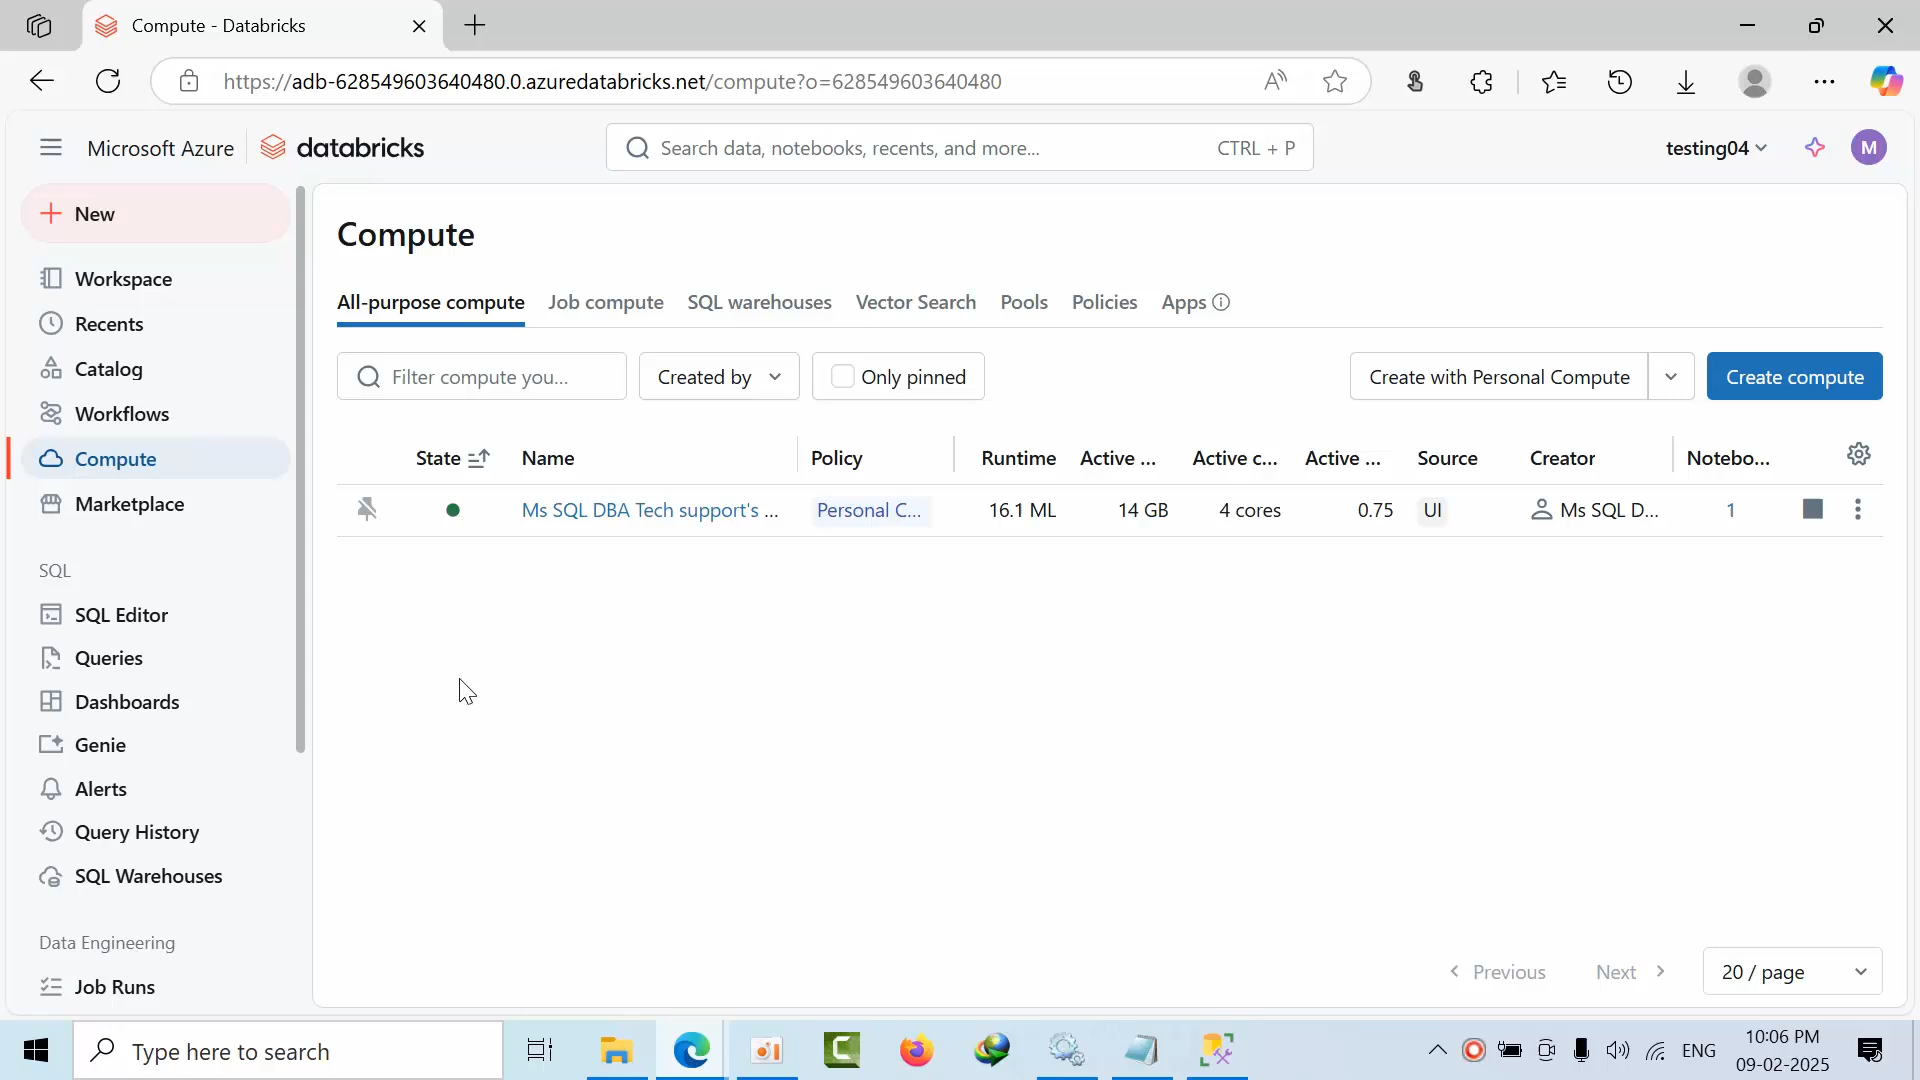 Compute - Databricks
https://adb-628549603640480.0.azuredatabricks.net/compute?o=628549603640480
Microsoft Azure
databricks
Search data, notebooks, recents, and more...
CTRL + P
testing04
M
New
Workspace
Recents
Catalog
Workflows
Compute
Marketplace
SQL
SQL Editor
Queries
Dashboards
Genie
Alerts
Query History
SQL Warehouses
Data Engineering
Job Runs
Compute
All-purpose compute Job compute SQL warehouses Vector Search Pools Policies Apps
Filter compute you... Created by Only pinned Create with Personal Compute Create compute
State Name Policy Runtime Active ... Active c... Active ... Source Creator Notebo...
Ms SQL DBA Tech support's ... Personal C... 16.1 ML 14 GB 4 cores 0.75 UI Ms SQL D... 1
Previous Next 20 / page
Type here to search
ENG
10:06 PM
09-02-2025